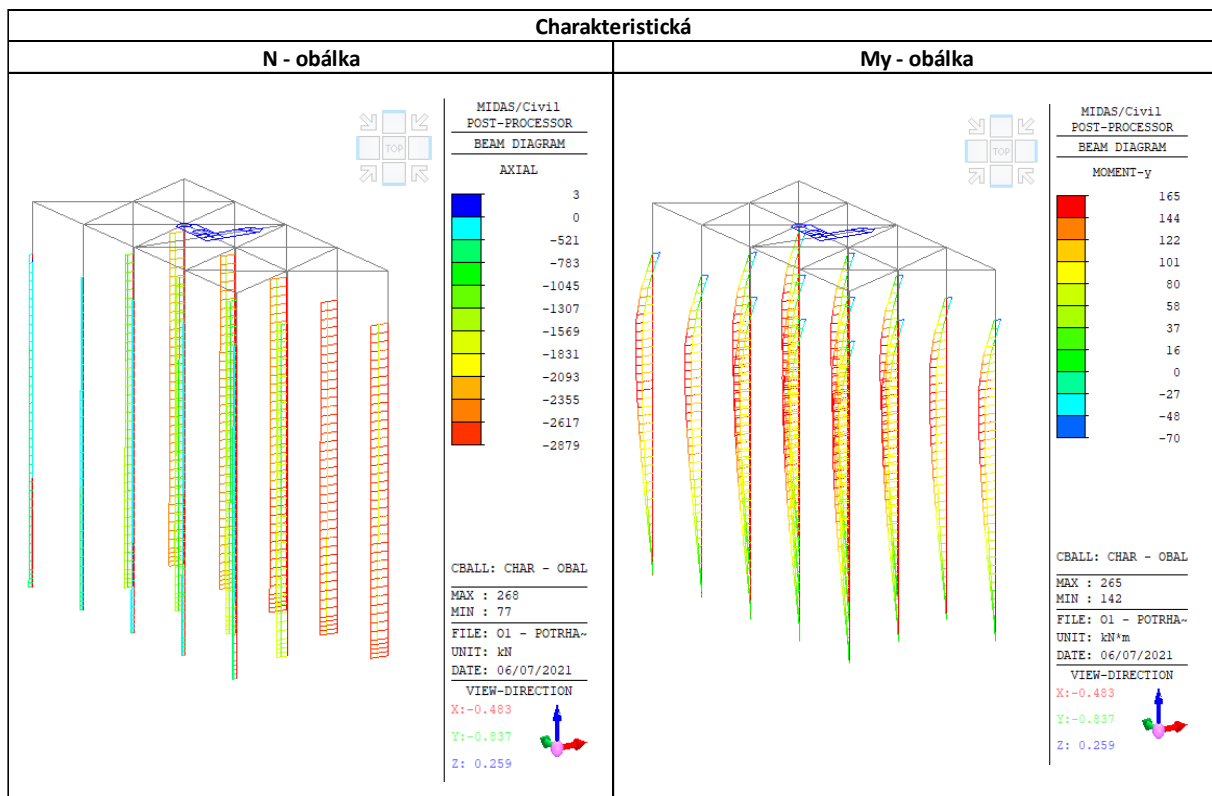 Charakteristická
N - obálka
My - obálka
TOP
MIDAS/Civil
POST-PROCESSOR
BEAM DIAGRAM
AXIAL
3
0
-521
-783
-1045
-1307
-1569
-1831
-2093
-2355
-2617
-2879
CBALL: CHAR - OBAL
MAX : 268
MIN : 77
FILE: O1 - POTRHA~
UNIT: kN
DATE: 06/07/2021
VIEW-DIRECTION
X:-0.483
Y:-0.837
Z: 0.259
TOP
MIDAS/Civil
POST-PROCESSOR
BEAM DIAGRAM
MOMENT-y
165
144
122
101
80
58
37
16
0
-27
-48
-70
CBALL: CHAR - OBAL
MAX : 265
MIN : 142
FILE: O1 - POTRHA~
UNIT: kN*m
DATE: 06/07/2021
VIEW-DIRECTION
X:-0.483
Y:-0.837
Z: 0.259